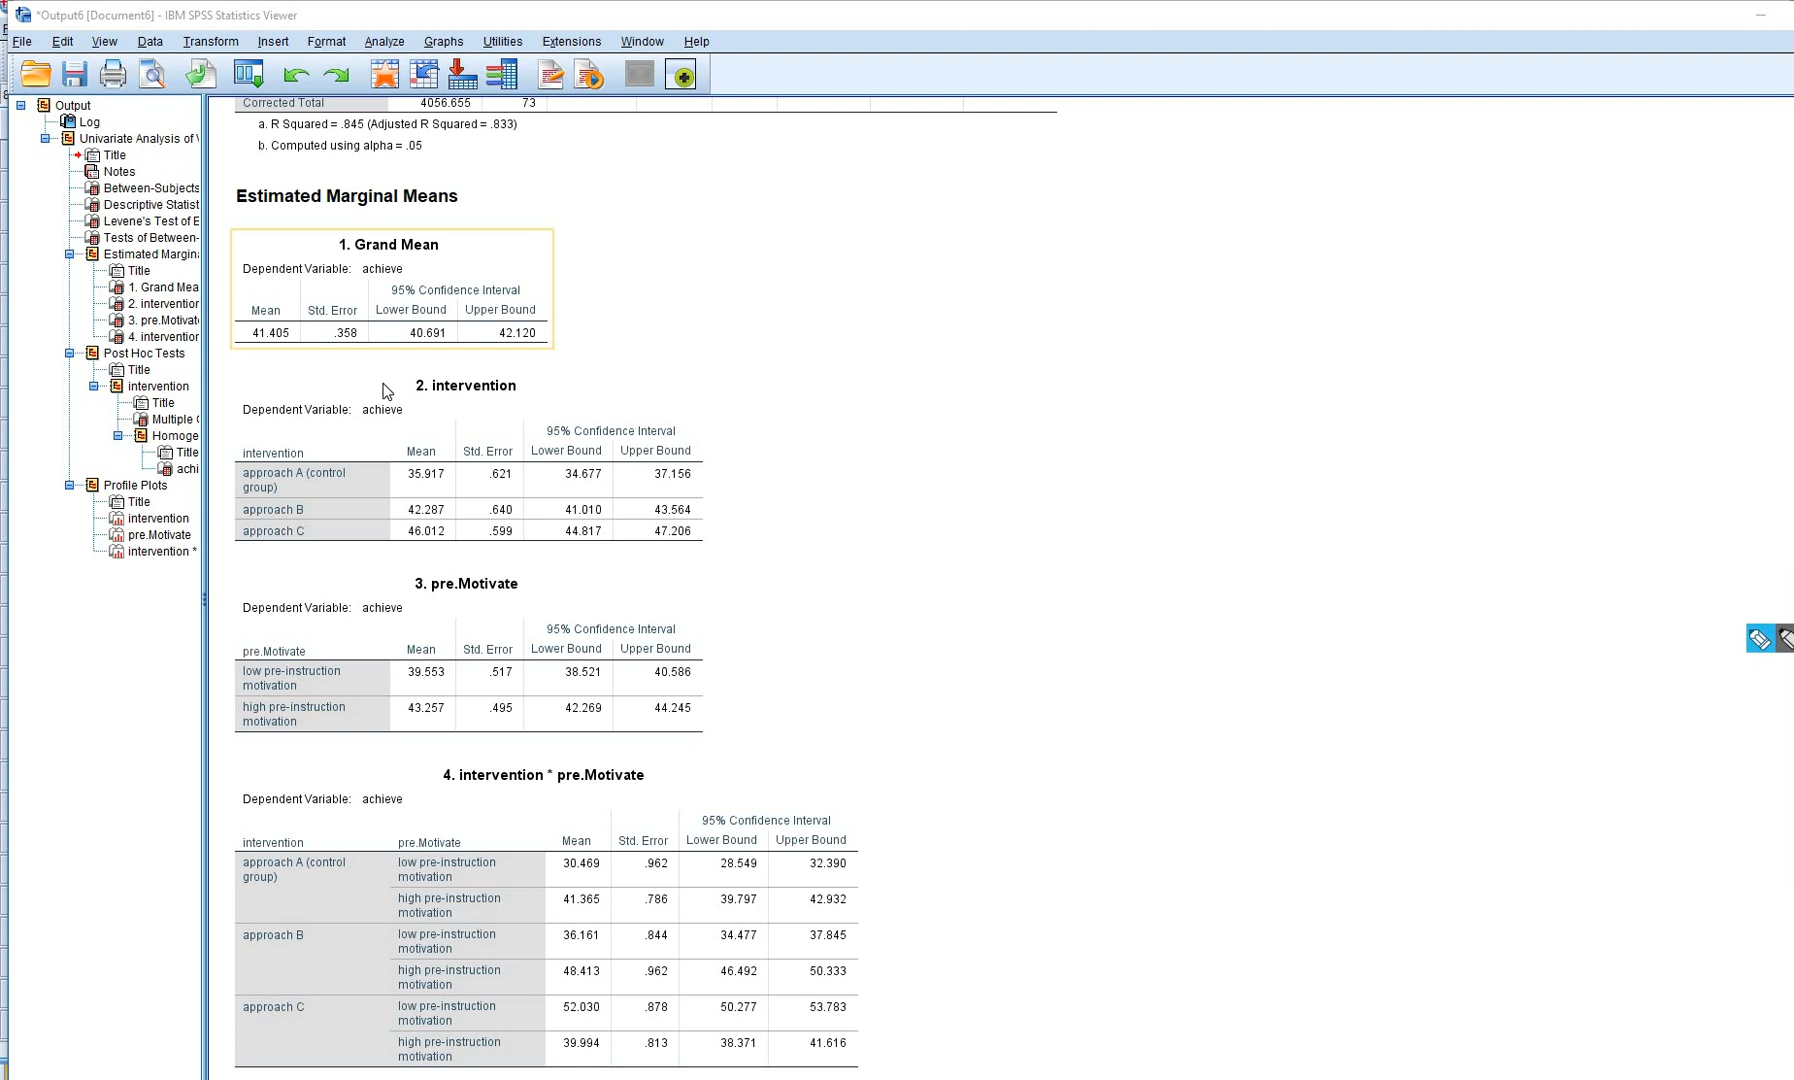 *Output6 [Document6] - IBM SPSS Statistics Viewer
File Edit View Data Transform Insert Format Analyze Graphs Utilities Extensions Window Help
Output
Log
Univariate Analysis of
Title
Notes
Between-Subjects
Descriptive Statist
Levene's Test of E
Tests of Between-
Estimated Margin
Title
1. Grand Mea
2. intervention
3. pre.Motivat
4. intervention
Post Hoc Tests
Title
intervention
Title
Multiple
Homoge
Title
achi
Profile Plots
Title
intervention
pre.Motivate
intervention *
Corrected Total 4056.655 73
a. R Squared = .845 (Adjusted R Squared = .833)
b. Computed using alpha = .05
Estimated Marginal Means
1. Grand Mean
Dependent Variable: achieve
95% Confidence Interval
Mean Std. Error Lower Bound Upper Bound
41.405 .358 40.691 42.120
2. intervention
Dependent Variable: achieve
95% Confidence Interval
intervention Mean Std. Error Lower Bound Upper Bound
approach A (control 35.917 .621 34.677 37.156
group)
approach B 42.287 .640 41.010 43.564
approach C 46.012 .599 44.817 47.206
3. pre.Motivate
Dependent Variable: achieve
95% Confidence Interval
pre.Motivate Mean Std. Error Lower Bound Upper Bound
low pre-instruction 39.553 .517 38.521 40.586
motivation
high pre-instruction 43.257 .495 42.269 44.245
motivation
4. intervention * pre.Motivate
Dependent Variable: achieve
95% Confidence Interval
intervention pre.Motivate Mean Std. Error Lower Bound Upper Bound
approach A (control low pre-instruction 30.469 .962 28.549 32.390
group) motivation
high pre-instruction 41.365 .786 39.797 42.932
motivation
approach B low pre-instruction 36.161 .844 34.477 37.845
motivation
high pre-instruction 48.413 .962 46.492 50.333
motivation
approach C low pre-instruction 52.030 .878 50.277 53.783
motivation
high pre-instruction 39.994 .813 38.371 41.616
motivation